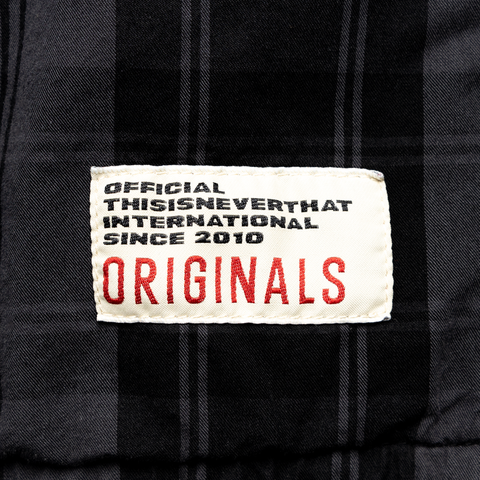 OFFICIAL
THISISNEVERTHAT
INTERNATIONAL
SINCE 2010
ORIGINALS